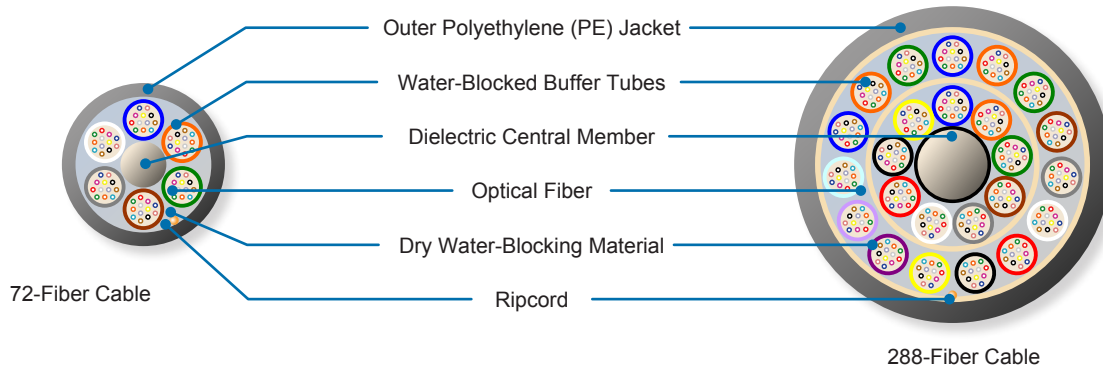 Outer Polyethylene (PE) Jacket
Water-Blocked Buffer Tubes
Dielectric Central Member
Optical Fiber
Dry Water-Blocking Material
Ripcord
72-Fiber Cable
288-Fiber Cable